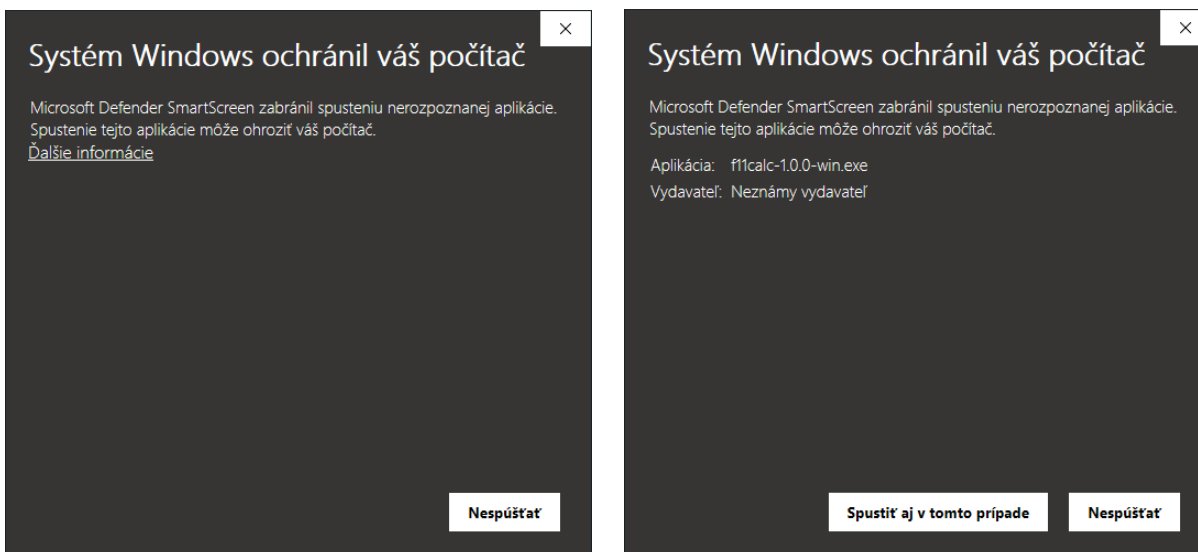 Systém Windows ochránil váš počítač
Microsoft Defender SmartScreen zabránil spusteniu nerozpoznanej aplikácie.
Spustenie tejto aplikácie môže ohroziť váš počítač.
Ďalšie informácie
Nespúšťať
Systém Windows ochránil váš počítač
Microsoft Defender SmartScreen zabránil spusteniu nerozpoznanej aplikácie.
Spustenie tejto aplikácie môže ohroziť váš počítač.
Aplikácia: f11calc-1.0.0-win.exe
Vydavateľ: Neznámy vydavateľ
Spustiť aj v tomto prípade Nespúšťať